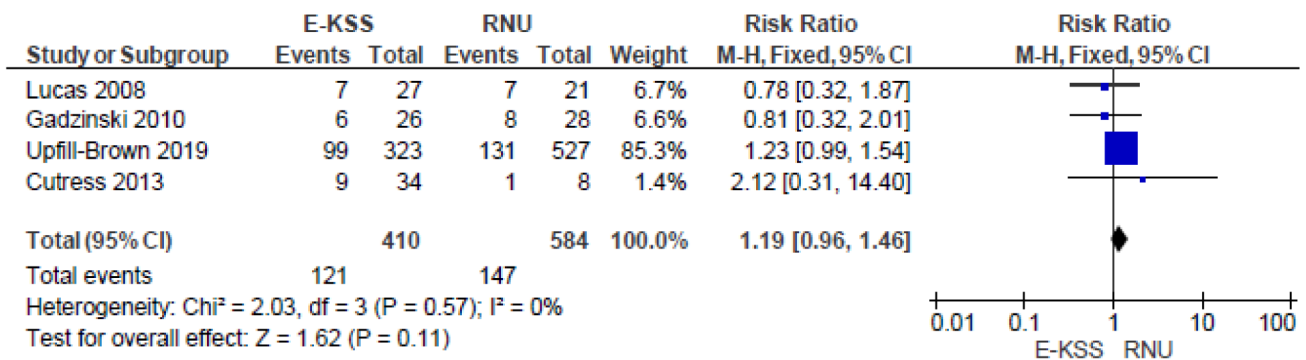 E-KSS RNU Risk Ratio Risk Ratio
Study or Subgroup Events Total Events Total Weight M-H, Fixed, 95% CI M-H, Fixed, 95% CI
Lucas 2008 7 27 7 21 6.7% 0.78 [0.32, 1.87]
Gadzinski 2010 6 26 8 28 6.6% 0.81 [0.32, 2.01]
Upfill-Brown 2019 99 323 131 527 85.3% 1.23 [0.99, 1.54]
Cutress 2013 9 34 1 8 1.4% 2.12 [0.31, 14.40]
Total (95% CI) 410 584 100.0% 1.19 [0.96, 1.46]
Total events 121 147
Heterogeneity: Chi² = 2.03, df = 3 (P = 0.57); I² = 0%
Test for overall effect: Z = 1.62 (P = 0.11)
0.01 0.1 1 10 100
E-KSS RNU